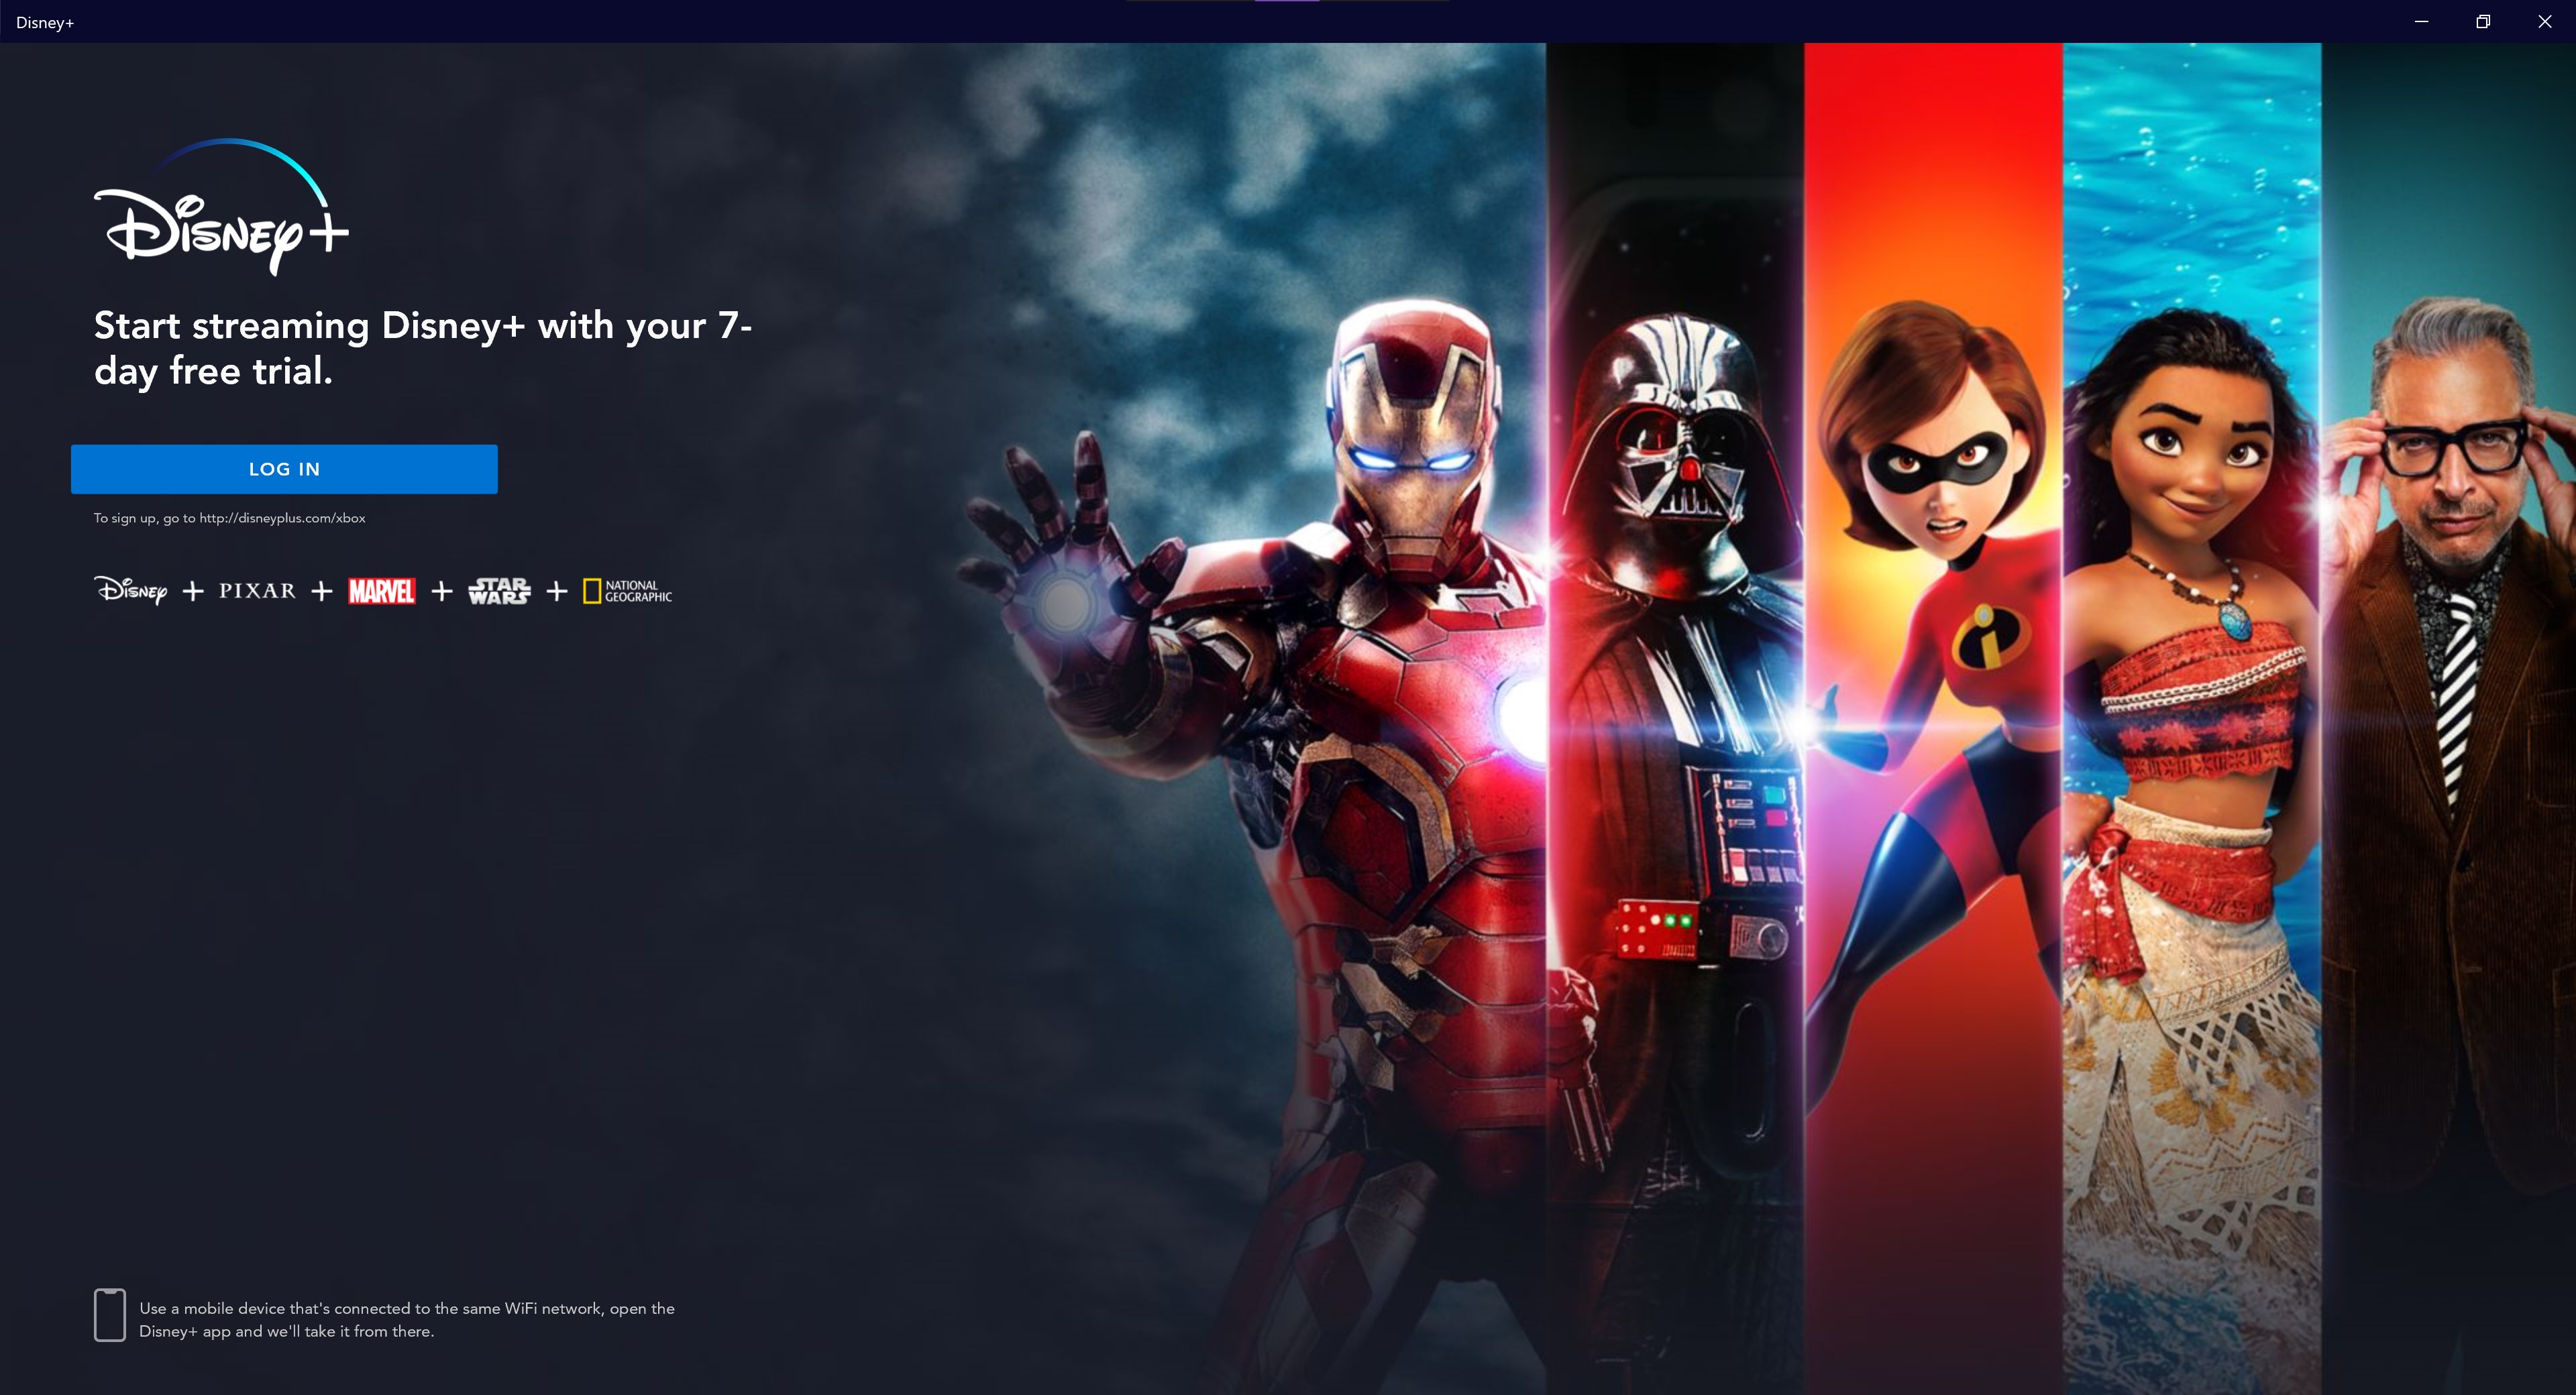 Disney+
Disney+
Start streaming Disney+ with your 7-
day free trial.
LOG IN
To sign up, go to http://disneyplus.com/xbox
Disney + PIXAR + MARVEL + STAR WARS + NATIONAL GEOGRAPHIC
Use a mobile device that's connected to the same WiFi network, open the
Disney+ app and we'll take it from there.